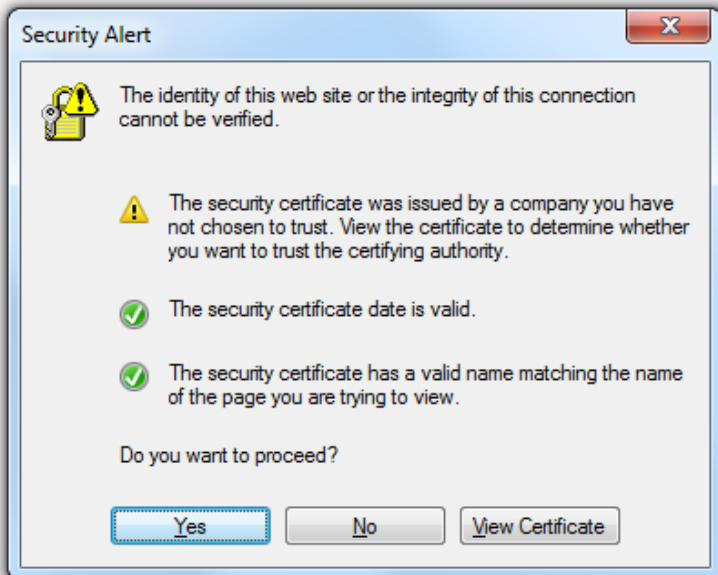 Security Alert
The identity of this web site or the integrity of this connection
cannot be verified.
The security certificate was issued by a company you have
not chosen to trust. View the certificate to determine whether
you want to trust the certifying authority.
The security certificate date is valid.
The security certificate has a valid name matching the name
of the page you are trying to view.
Do you want to proceed?
Yes No View Certificate